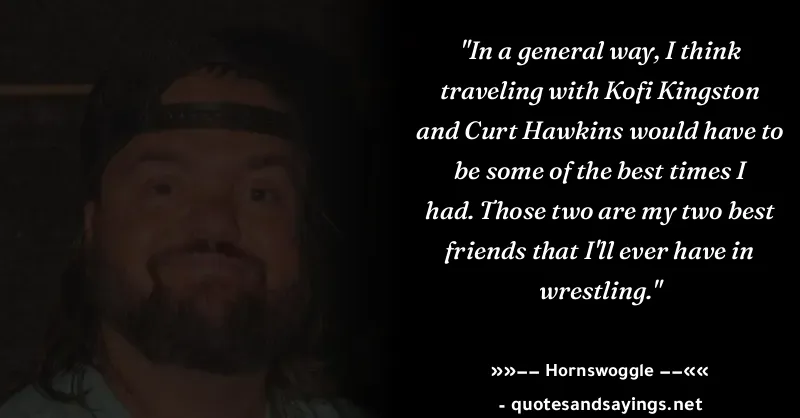 "In a general way, I think
traveling with Kofi Kingston
and Curt Hawkins would have to
be some of the best times I
had. Those two are my two best
friends that I'll ever have in
wrestling."
»»−− Hornswoggle −−««
- quotesandsayings.net